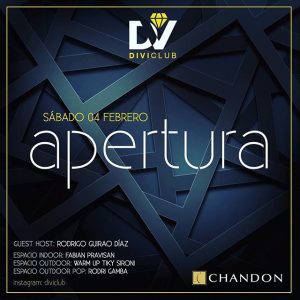 DV
DIVICLUB
SÁBADO 04 FEBRERO
apertura
GUEST HOST: RODRIGO GUIRAO DÍAZ
ESPACIO INDOOR: FABIAN PRAVISAN
ESPACIO OUTDOOR: WARM UP TIKY SIRONI
ESPACIO OUTDOOR POP: RODRI GAMBA
instagram: diviclub
CHANDON